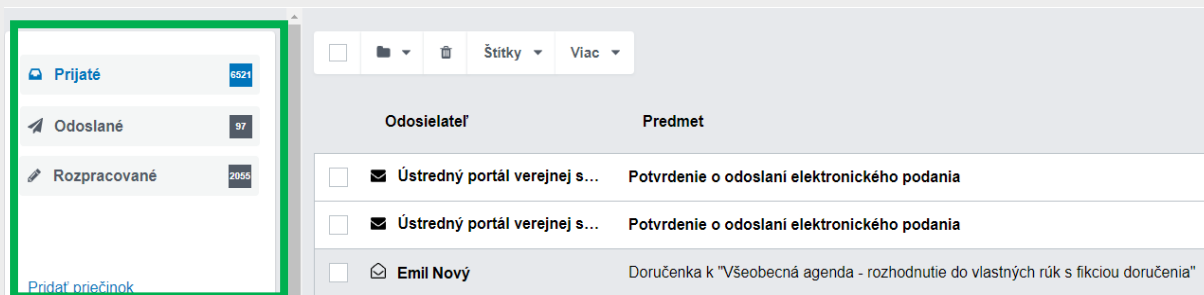 Prijaté 6521
Odoslané 97
Rozpracované 2055
Pridať priečinok
Štítky Viac
Odosielateľ Predmet
Ústredný portál verejnej s... Potvrdenie o odoslaní elektronického podania
Ústredný portál verejnej s... Potvrdenie o odoslaní elektronického podania
Emil Nový Doručenka k "Všeobecná agenda - rozhodnutie do vlastných rúk s fikciou doručenia"